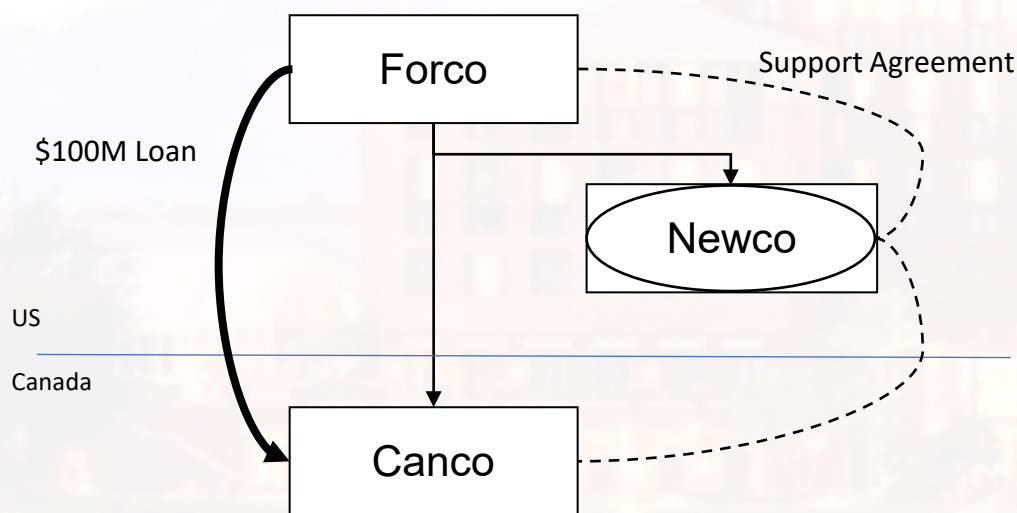 Forco
Support Agreement
$100M Loan
Newco
US
Canada
Canco